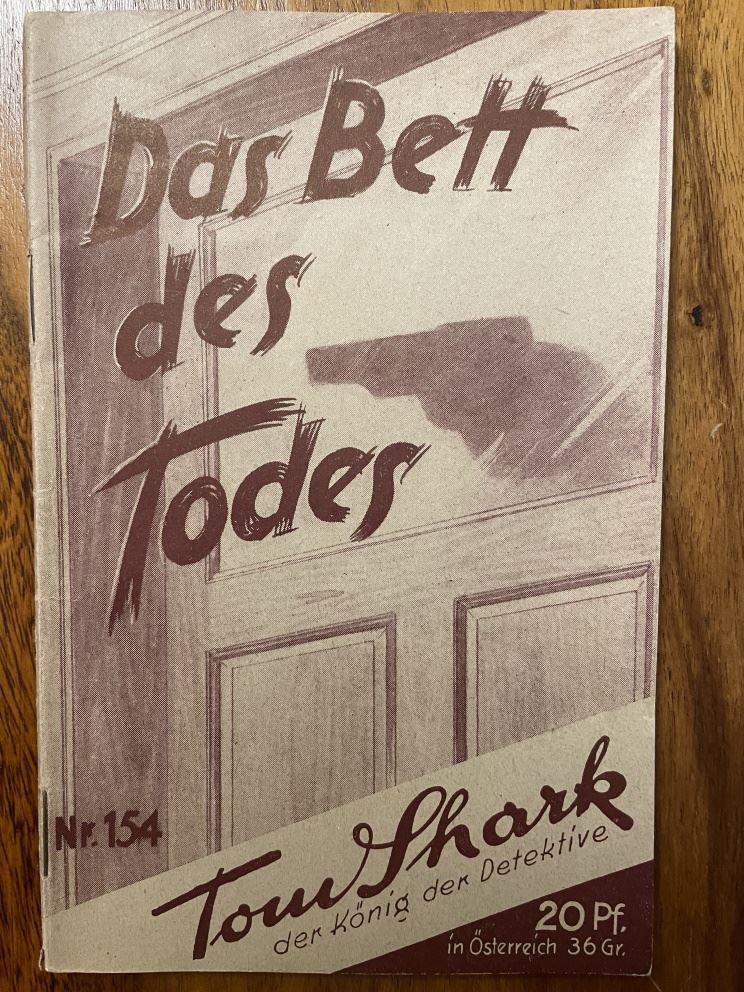 Das Bett
des
Todes
Nr. 154
Tom Shark
der König der Detektive
20 Pf.
in Österreich 36 Gr.